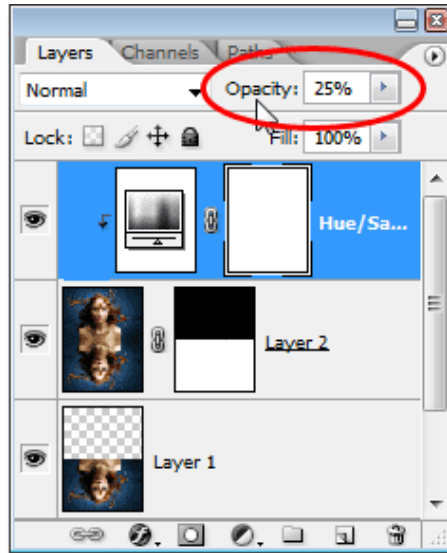 Layers Channels Paths
Normal Opacity: 25%
Lock: Fill: 100%
Hue/Sa...
Layer 2
Layer 1